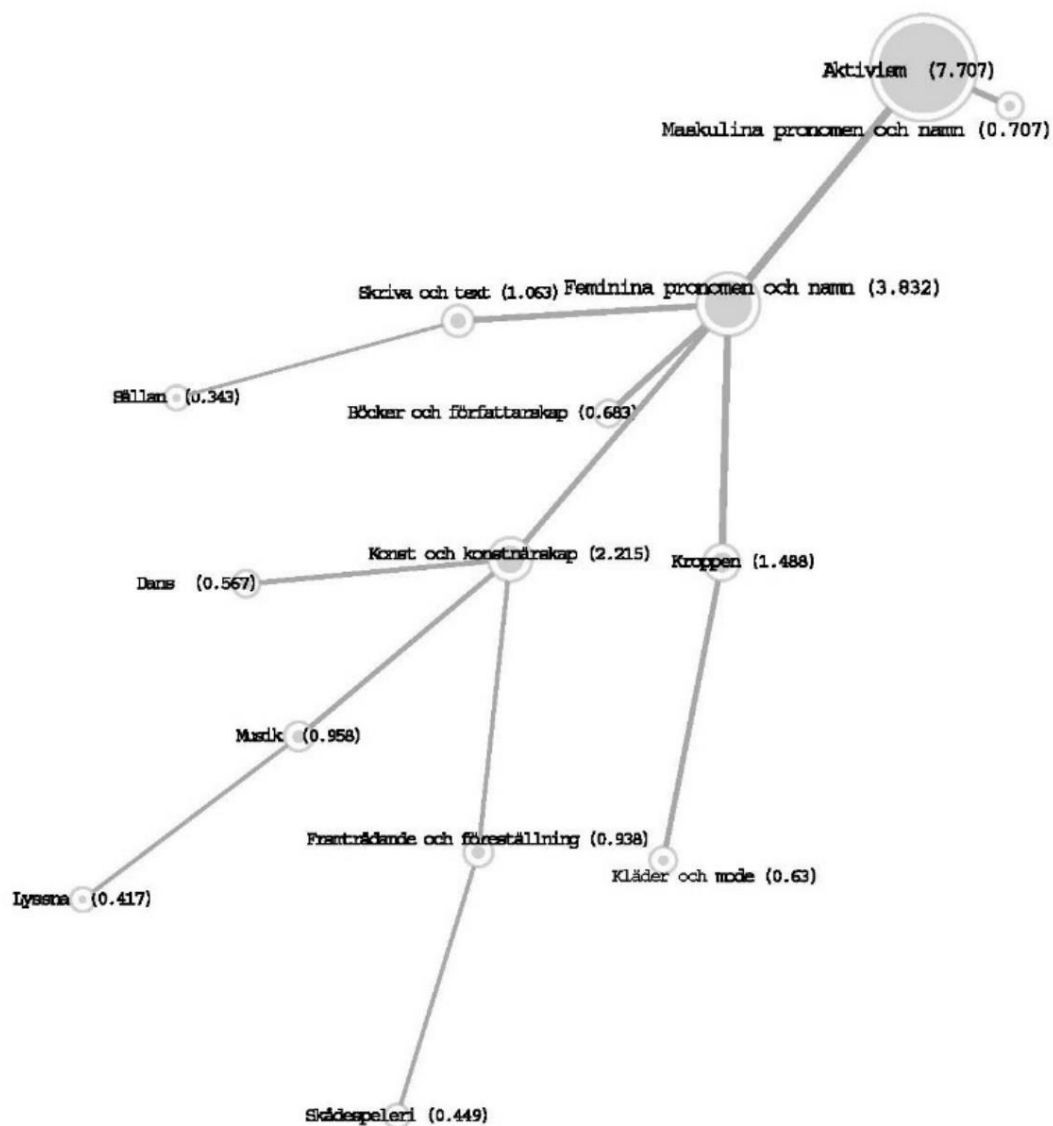 Aktivism (7.707)
Maskulina pronomen och namn (0.707)
Feminina pronomen och namn (3.832)
Skriva och text (1.063)
Sällan (0.343)
Böcker och författarskap (0.683)
Konst och konstnärskap (2.215)
Kroppen (1.488)
Dans (0.567)
Musik (0.958)
Framträdande och föreställning (0.938)
Kläder och mode (0.63)
Lyssna (0.417)
Skådespeleri (0.449)